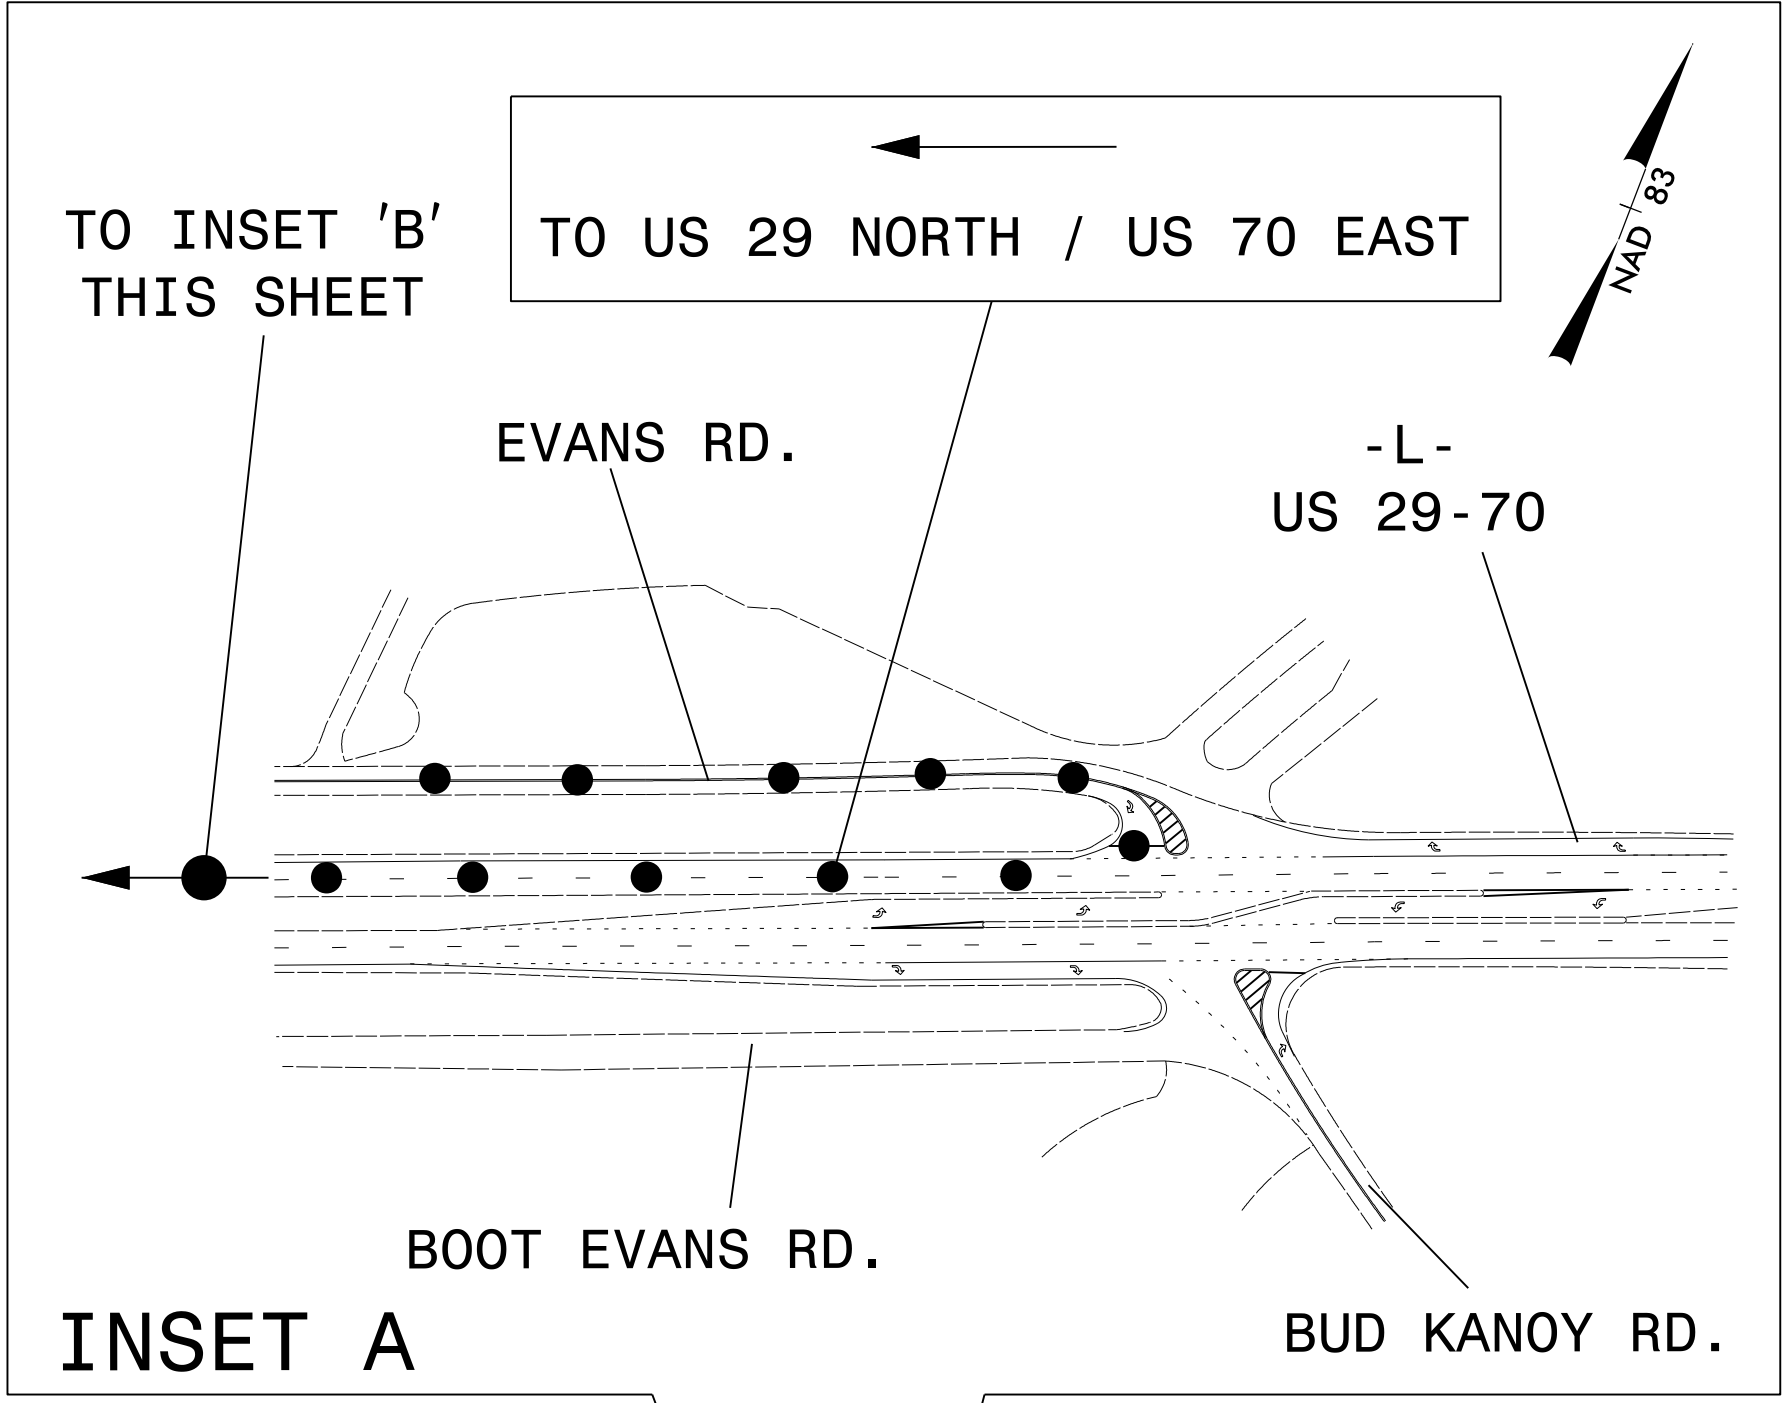 TO INSET 'B'
THIS SHEET
TO US 29 NORTH / US 70 EAST
NAD 83
EVANS RD.
-L-
US 29-70
BOOT EVANS RD.
BUD KANOY RD.
INSET A